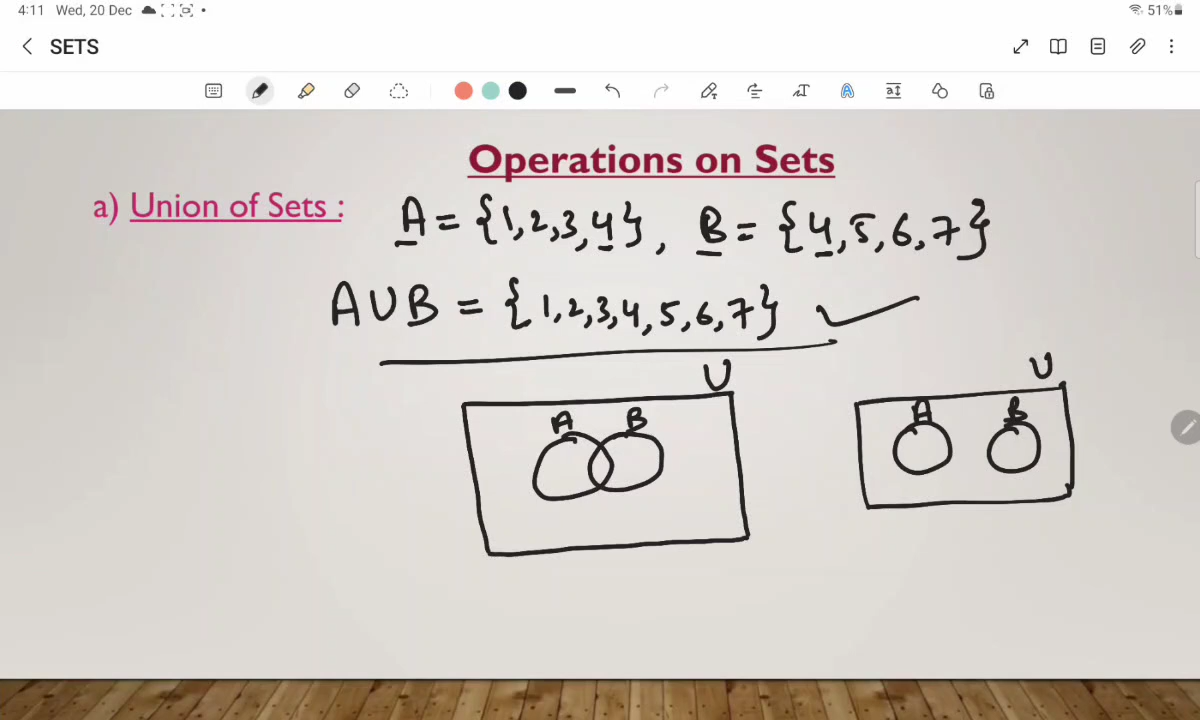 4:11 Wed, 20 Dec 51%
SETS
Operations on Sets
a) Union of Sets : A = {1,2,3,4}, B = {4,5,6,7}
A∪B = {1,2,3,4,5,6,7}
U U
A B A B